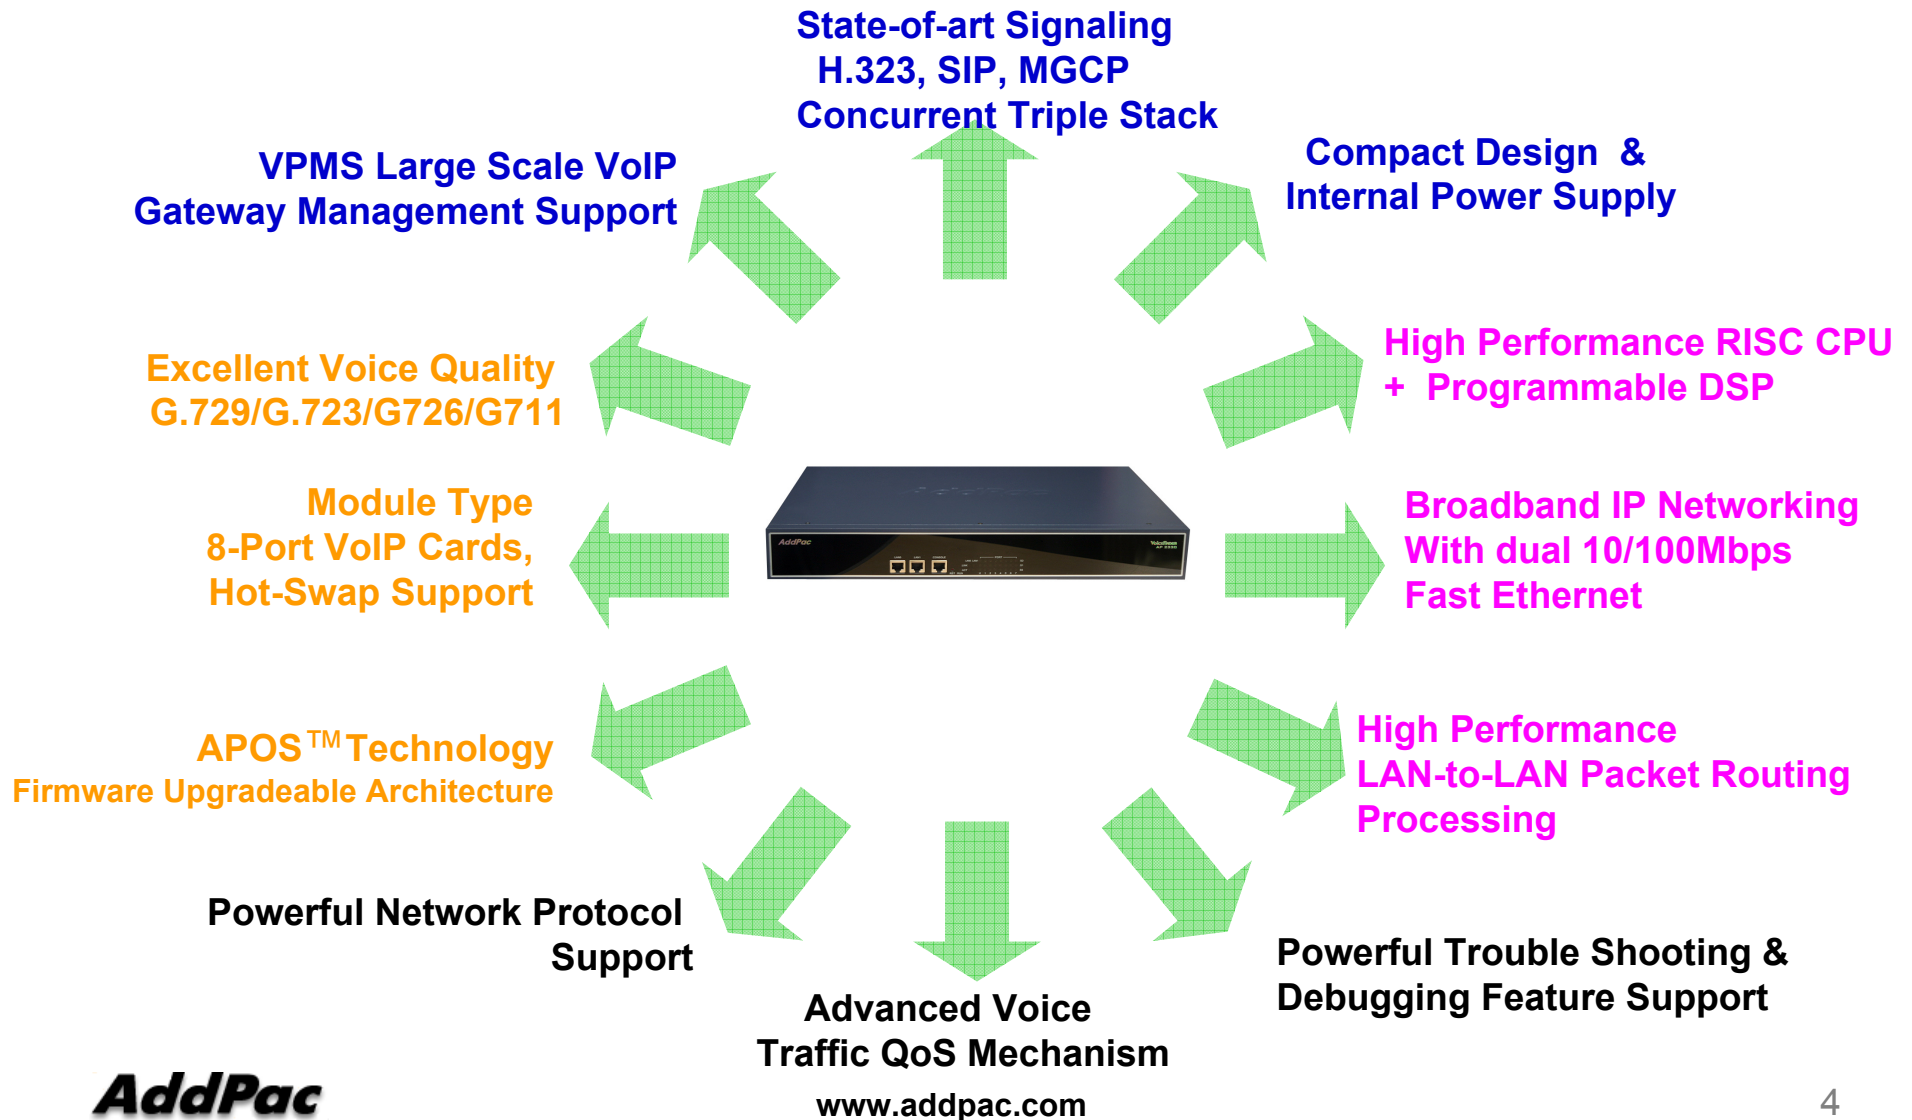 State-of-art Signaling
H.323, SIP, MGCP
Concurrent Triple Stack
Compact Design &
Internal Power Supply
VPMS Large Scale VoIP
Gateway Management Support
High Performance RISC CPU
+ Programmable DSP
Excellent Voice Quality
G.729/G.723/G726/G711
Module Type
8-Port VoIP Cards,
Hot-Swap Support
Broadband IP Networking
With dual 10/100Mbps
Fast Ethernet
AddPac
High Performance
LAN-to-LAN Packet Routing
Processing
APOS™Technology
Firmware Upgradeable Architecture
Powerful Network Protocol
Support
Powerful Trouble Shooting &
Debugging Feature Support
Advanced Voice
Traffic QoS Mechanism
AddPac
www.addpac.com
4